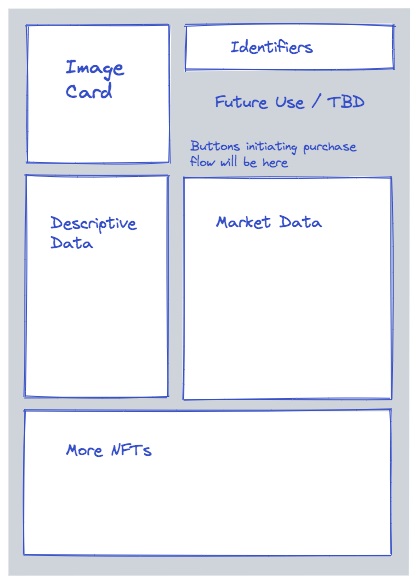 Image
Card
Identifiers
Future Use / TBD
Buttons initiating purchase
flow will be here
Descriptive
Data
Market Data
More NFTs